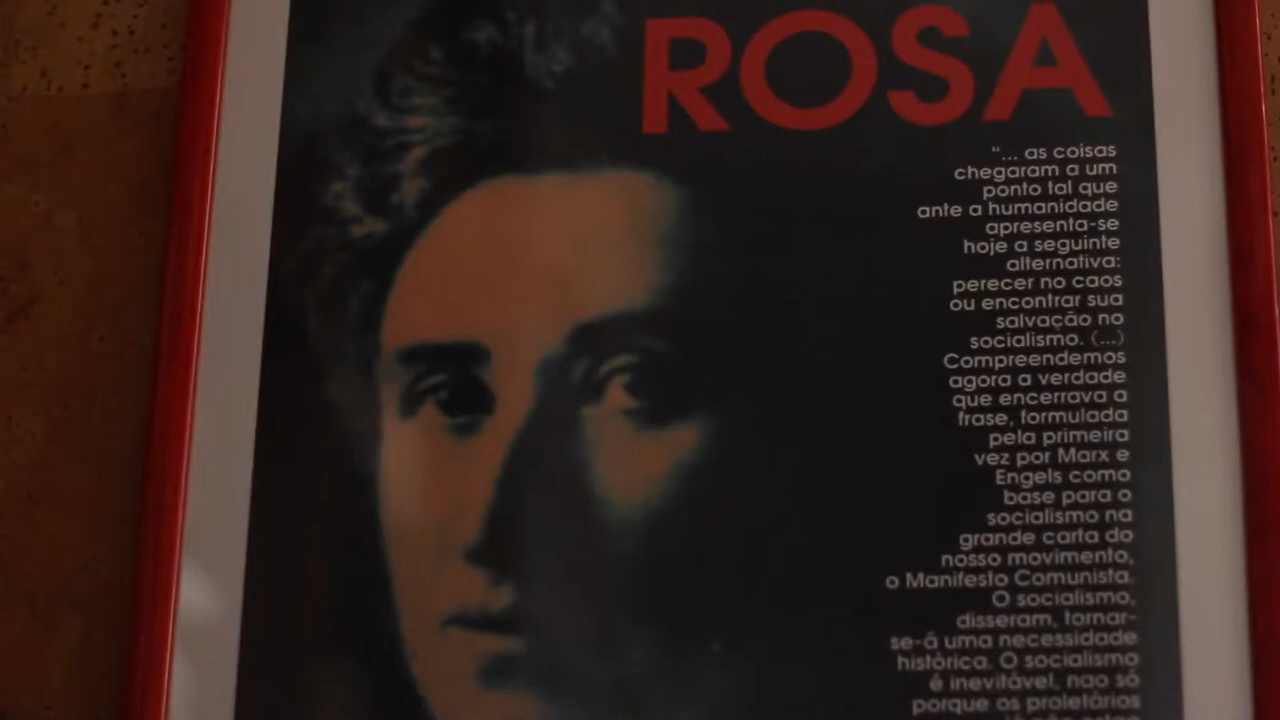 ROSA
"... as coisas
chegaram a um
ponto tal que
ante a humanidade
apresenta-se
hoje a seguinte
alternativa:
perecer no caos
ou encontrar sua
salvação no
socialismo. (...)
Compreendemos
agora a verdade
que encerrava a
frase, formulada
pela primeira
vez por Marx e
Engels como
base para o
socialismo na
grande carta do
nosso movimento,
o Manifesto Comunista.
O socialismo,
disseram, tornar-
se-á uma necessidade
histórica. O socialismo
é inevitável, nao só
porque os proletários